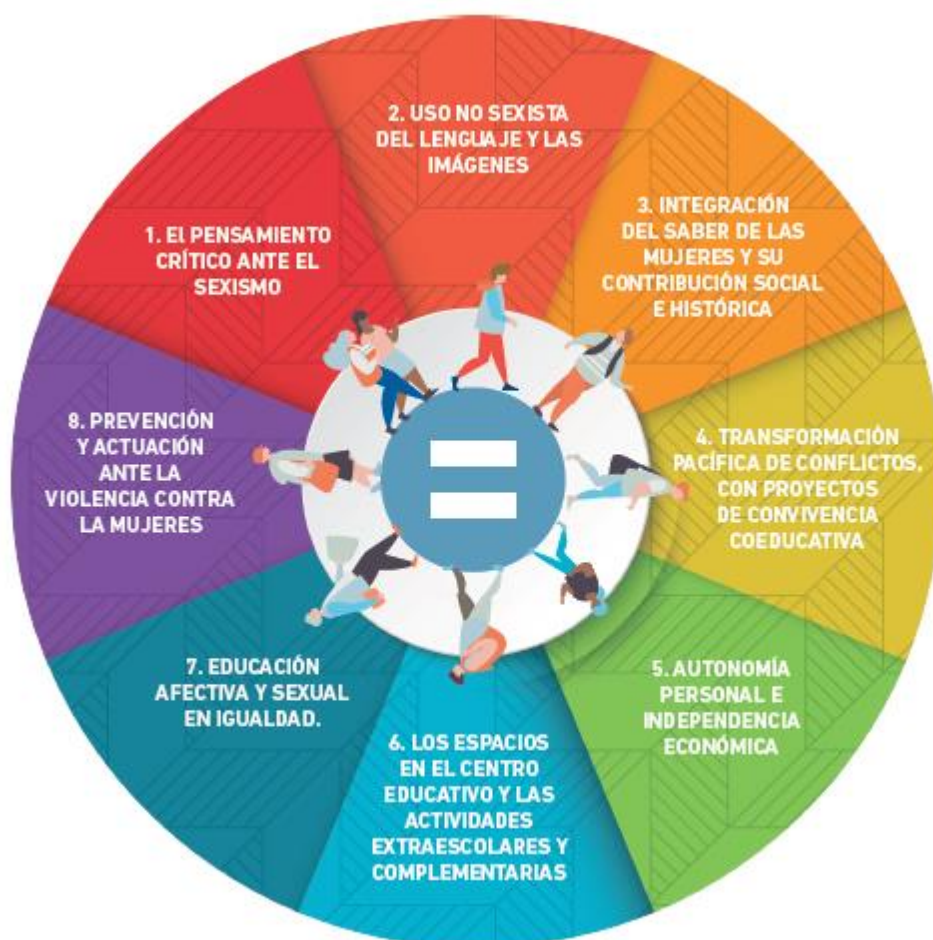 1. El PENSAMIENTO
CRÍTICO ANTE EL
SEXISMO
2. USO NO SEXISTA
DEL LENGUAJE Y LAS
IMÁGENES
3. INTEGRACIÓN
DEL SABER DE LAS
MUJERES Y SU
CONTRIBUCIÓN SOCIAL
E HISTÓRICA
4. TRANSFORMACIÓN
PACÍFICA DE CONFLICTOS,
CON PROYECTOS
DE CONVIVENCIA
COEDUCATIVA
5. AUTONOMÍA
PERSONAL E
INDEPENDENCIA
ECONÓMICA
6. LOS ESPACIOS
EN EL CENTRO
EDUCATIVO Y LAS
ACTIVIDADES
EXTRAESCOLARES Y
COMPLEMENTARIAS
7. EDUCACIÓN
AFECTIVA Y SEXUAL
EN IGUALDAD.
8. PREVENCIÓN
Y ACTUACIÓN
ANTE LA
VIOLENCIA CONTRA
LA MUJERES
=